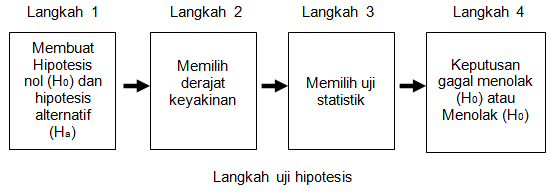 Langkah 1
Langkah 2
Langkah 3
Langkah 4
Membuat
Hipotesis
nol (H₀) dan
hipotesis
alternatif
(Hₐ)
Memilih
derajat
keyakinan
Memilih uji
statistik
Keputusan
gagal menolak
(H₀) atau
Menolak (H₀)
Langkah uji hipotesis